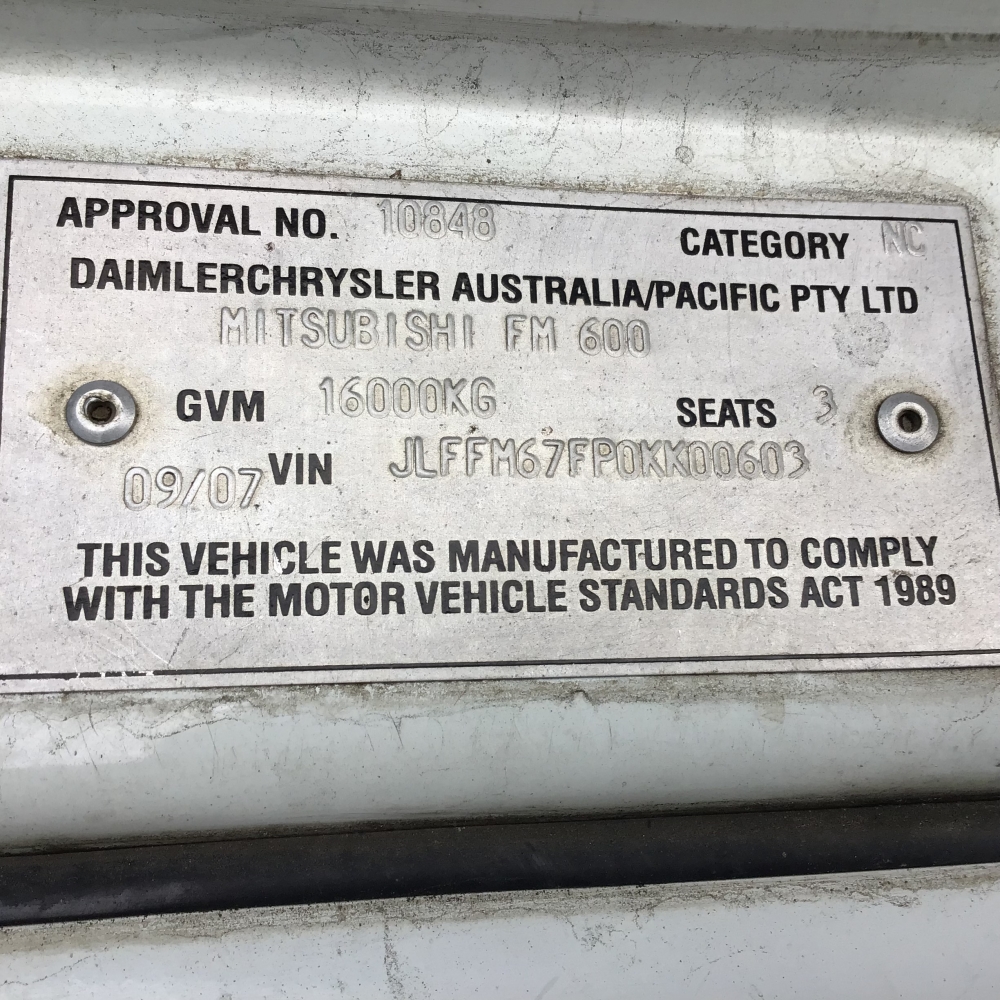 APPROVAL NO. 10848 CATEGORY NC
DAIMLERCHRYSLER AUSTRALIA/PACIFIC PTY LTD
MITSUBISHI FM 600
GVM 16000KG SEATS 3
09/07 VIN JLFFM67FP0KK00603
THIS VEHICLE WAS MANUFACTURED TO COMPLY
WITH THE MOTOR VEHICLE STANDARDS ACT 1989